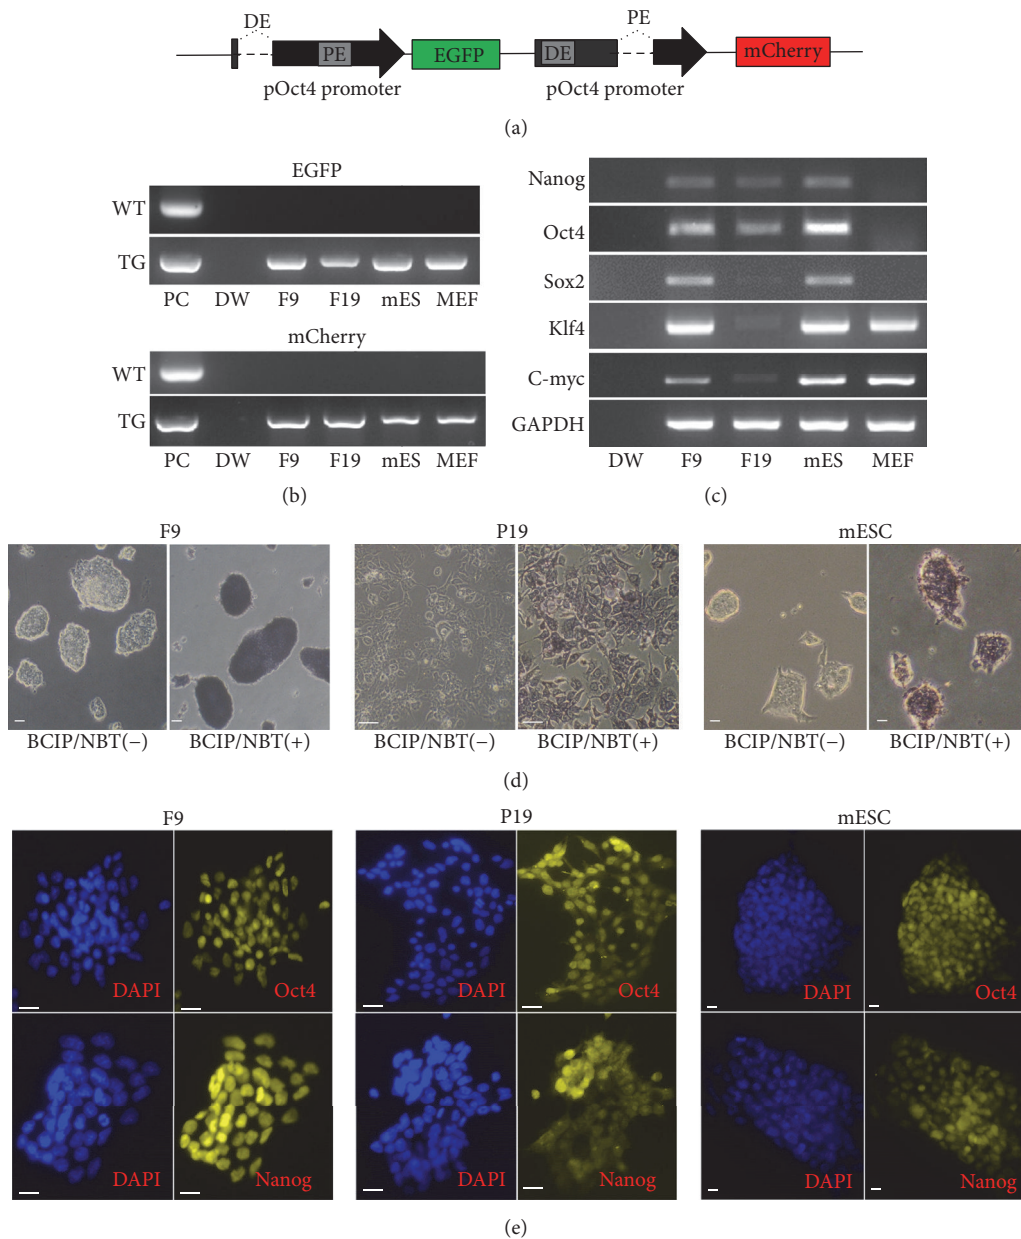 DE PE
PE EGFP DE mCherry
pOct4 promoter pOct4 promoter
(a)
EGFP
WT
TG
PC DW F9 F19 mES MEF
mCherry
WT
TG
PC DW F9 F19 mES MEF
(b)
Nanog
Oct4
Sox2
Klf4
C-myc
GAPDH
DW F9 F19 mES MEF
(c)
F9 P19 mESC
BCIP/NBT(−) BCIP/NBT(+) BCIP/NBT(−) BCIP/NBT(+) BCIP/NBT(−) BCIP/NBT(+)
(d)
F9 P19 mESC
DAPI Oct4 DAPI Oct4 DAPI Oct4
DAPI Nanog DAPI Nanog DAPI Nanog
(e)